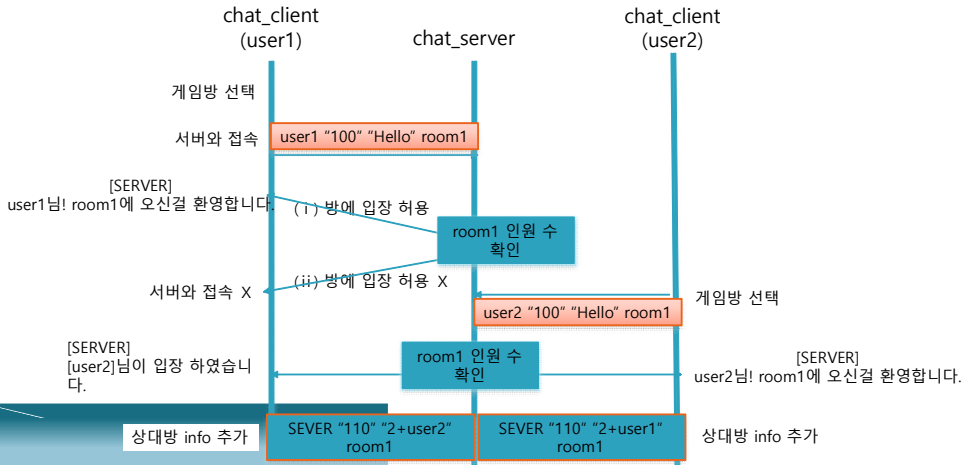 chat_client
(user1)
chat_server
chat_client
(user2)
게임방 선택
서버와 접속
user1 “100” “Hello” room1
[SERVER]
user1님! room1에 오신걸 환영합니다.
(ⅰ) 방에 입장 허용
room1 인원 수
확인
(ⅱ) 방에 입장 허용 X
서버와 접속 X
게임방 선택
user2 “100” “Hello” room1
[SERVER]
[user2]님이 입장 하였습니
다.
room1 인원 수
확인
[SERVER]
user2님! room1에 오신걸 환영합니다.
상대방 info 추가
SEVER “110” “2+user2”
room1
SEVER “110” “2+user1”
room1
상대방 info 추가